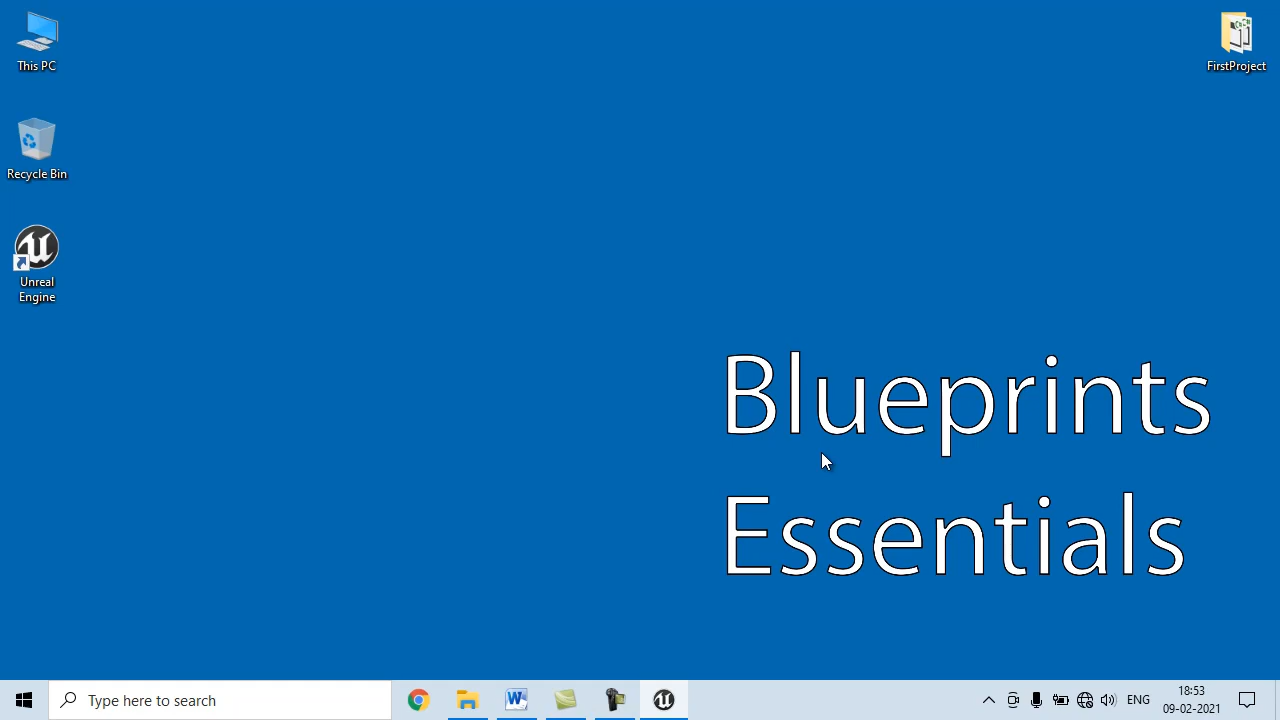 This PC
FirstProject
Recycle Bin
Unreal
Engine
Blueprints
Essentials
Type here to search
ENG
18:53
09-02-2021